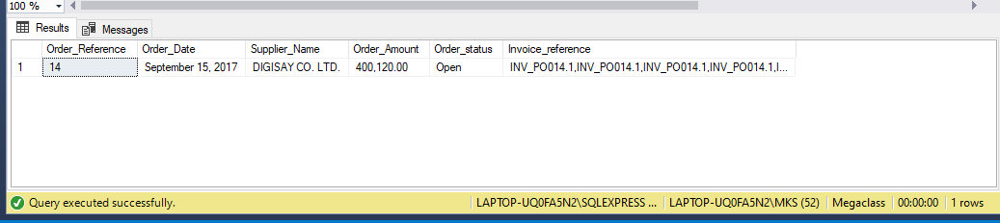 100 %
Results Messages
Order_Reference Order_Date Supplier_Name Order_Amount Order_status Invoice_reference
1 14 September 15, 2017 DIGISAY CO. LTD. 400,120.00 Open INV_PO014.1,INV_PO014.1,INV_PO014.1,INV_PO014.1,I...
Query executed successfully. LAPTOP-UQ0FA5N2\SQLEXPRESS ... LAPTOP-UQ0FA5N2\MKS (52) Megaclass 00:00:00 1 rows